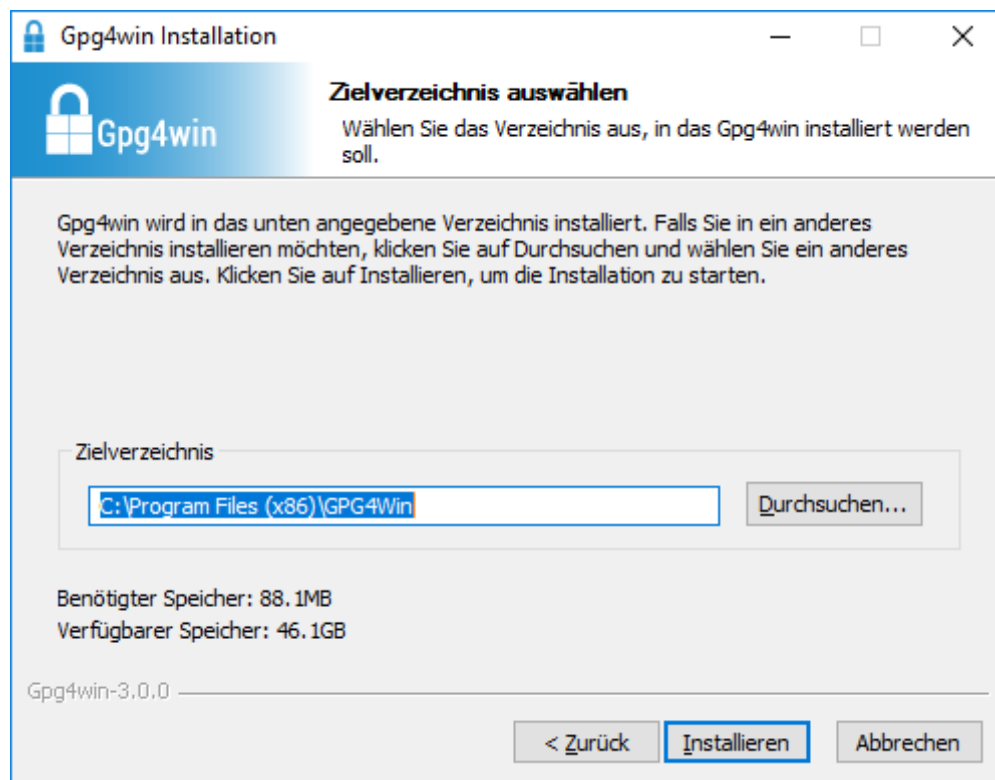 Gpg4win Installation
Gpg4win
Zielverzeichnis auswählen
Wählen Sie das Verzeichnis aus, in das Gpg4win installiert werden
soll.
Gpg4win wird in das unten angegebene Verzeichnis installiert. Falls Sie in ein anderes
Verzeichnis installieren möchten, klicken Sie auf Durchsuchen und wählen Sie ein anderes
Verzeichnis aus. Klicken Sie auf Installieren, um die Installation zu starten.
Zielverzeichnis
C:\Program Files (x86)\GPG4Win
Durchsuchen...
Benötigter Speicher: 88.1MB
Verfügbarer Speicher: 46.1GB
Gpg4win-3.0.0
< Zurück
Installieren
Abbrechen